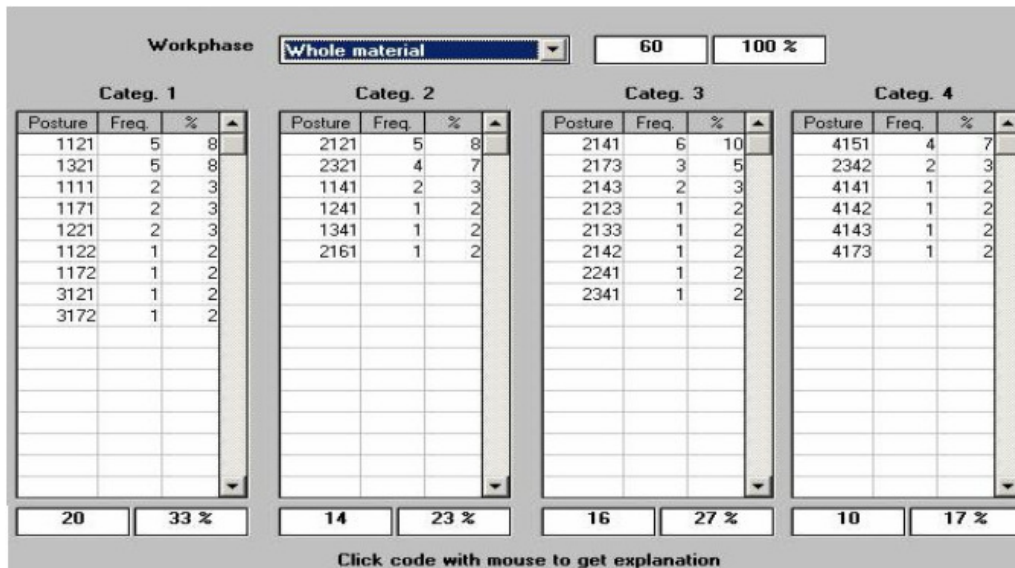 Workphase Whole material 60 100 %
Categ. 1 Categ. 2 Categ. 3 Categ. 4
Posture Freq. % Posture Freq. % Posture Freq. % Posture Freq. %
1121 5 8 2121 5 8 2141 6 10 4151 4 7
1321 5 8 2321 4 7 2173 3 5 2342 2 3
1111 2 3 1141 2 3 2143 2 3 4141 1 2
1171 2 3 1241 1 2 2123 1 2 4142 1 2
1221 2 3 1341 1 2 2133 1 2 4143 1 2
1122 1 2 2161 1 2 2142 1 2 4173 1 2
1172 1 2 2241 1 2
3121 1 2 2341 1 2
3172 1 2
20 33 % 14 23 % 16 27 % 10 17 %
Click code with mouse to get explanation